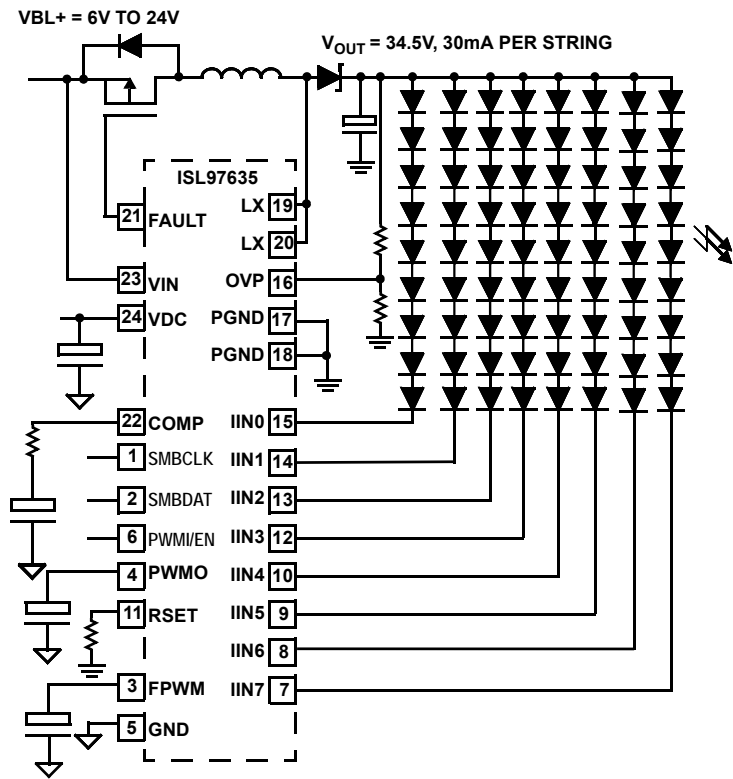 VBL+ = 6V TO 24V
VOUT = 34.5V, 30mA PER STRING
ISL97635
21 FAULT
LX 19
LX 20
23 VIN
OVP 16
24 VDC
PGND 17
PGND 18
22 COMP
IIN0 15
1 SMBCLK
IIN1 14
2 SMBDAT
IIN2 13
6 PWMI/EN
IIN3 12
4 PWMO
IIN4 10
11 RSET
IIN5 9
IIN6 8
3 FPWM
IIN7 7
5 GND